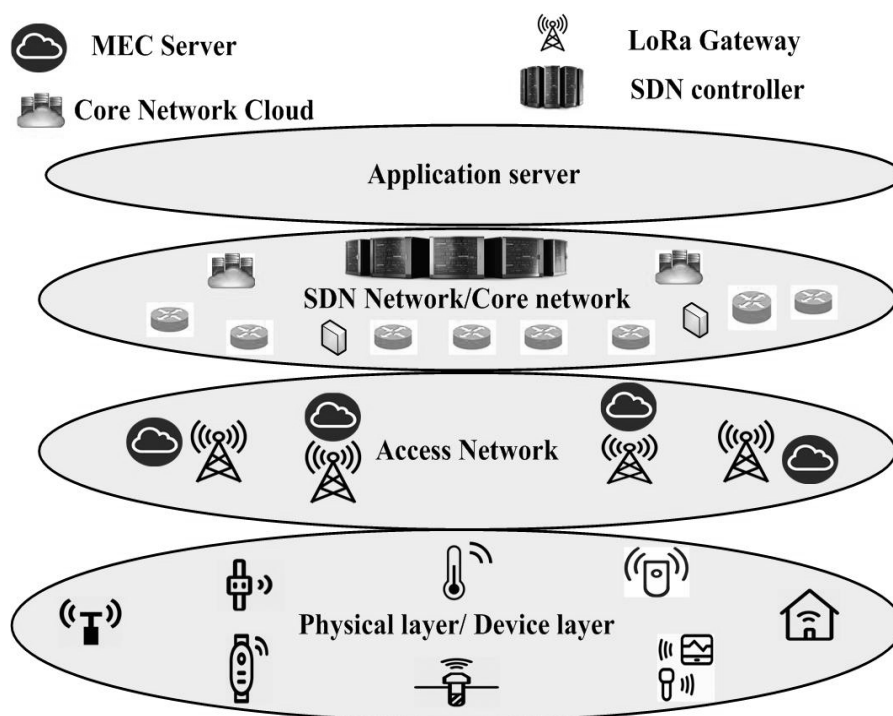 MEC Server
LoRa Gateway
SDN controller
Core Network Cloud
Application server
SDN Network/Core network
Access Network
Physical layer/ Device layer